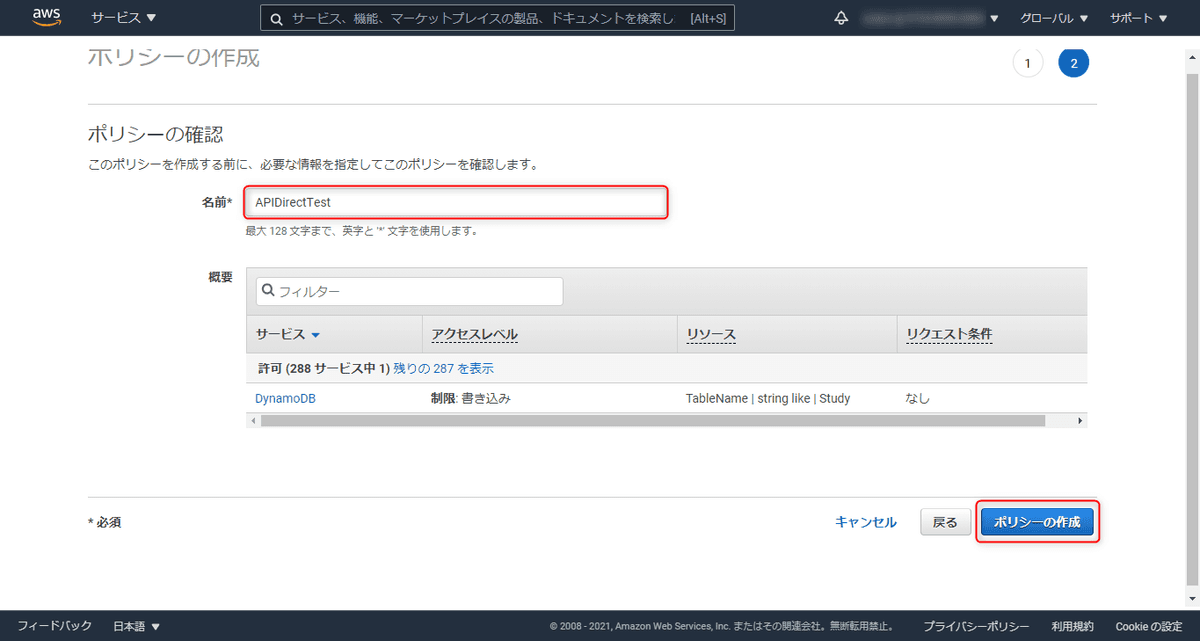 aws サービス サービス、機能、マーケットプレイスの製品、ドキュメントを検索し [Alt+S] グローバル サポート
ポリシーの作成 1 2
ポリシーの確認
このポリシーを作成する前に、必要な情報を指定してこのポリシーを確認します。
名前* APIDirectTest
最大 128 文字まで、英字と '*' 文字を使用します。
概要 フィルター
サービス アクセスレベル リソース リクエスト条件
許可 (288 サービス中 1) 残りの 287 を表示
DynamoDB 制限: 書き込み TableName | string like | Study なし
* 必須 キャンセル 戻る ポリシーの作成
フィードバック 日本語 © 2008 - 2021, Amazon Web Services, Inc. またはその関連会社。無断転用禁止。 プライバシーポリシー 利用規約 Cookie の設定